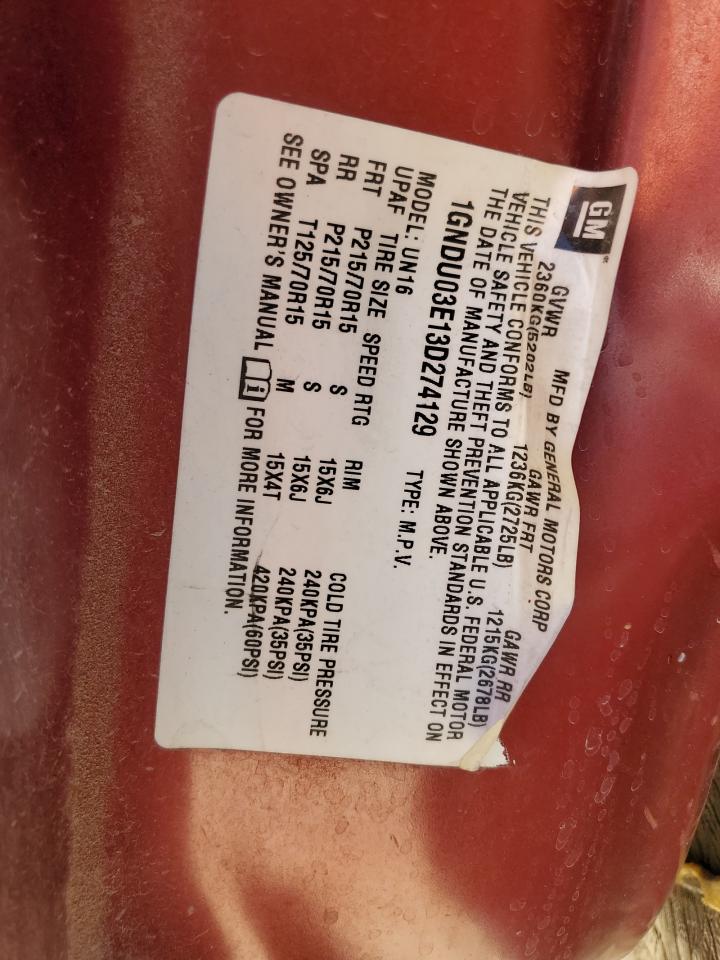 GM
MFD BY GENERAL MOTORS CORP
GVWR GAWR FRT GAWR RR
2360KG(5202LB) 1236KG(2725LB) 1215KG(2678LB)
THIS VEHICLE CONFORMS TO ALL APPLICABLE U.S. FEDERAL MOTOR
VEHICLE SAFETY AND THEFT PREVENTION STANDARDS IN EFFECT ON
THE DATE OF MANUFACTURE SHOWN ABOVE.
1GNDU03E13D274129 TYPE: M.P.V.
MODEL: UN16
UPAF TIRE SIZE SPEED RTG RIM COLD TIRE PRESSURE
FRT P215/70R15 S 15X6J 240KPA(35PSI)
RR P215/70R15 S 15X6J 240KPA(35PSI)
SPA T125/70R15 M 15X4T 420KPA(60PSI)
SEE OWNER'S MANUAL i FOR MORE INFORMATION.